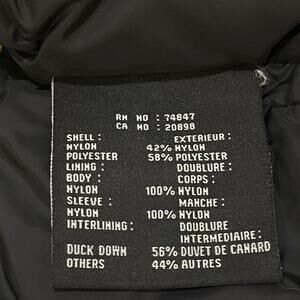 RN NO : 74847
CA NO : 20898
SHELL : EXTERIEUR :
NYLON 42% NYLON
POLYESTER 58% POLYESTER
LINING : DOUBLURE :
BODY : CORPS :
NYLON 100% NYLON
SLEEVE : MANCHE :
NYLON 100% NYLON
INTERLINING : DOUBLURE
INTERMEDIAIRE :
DUCK DOWN 56% DUVET DE CANARD
OTHERS 44% AUTRES